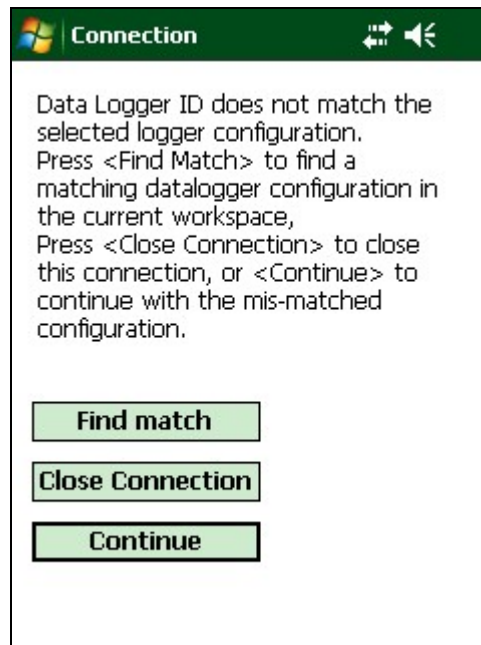 Connection
Data Logger ID does not match the
selected logger configuration.
Press <Find Match> to find a
matching datalogger configuration in
the current workspace,
Press <Close Connection> to close
this connection, or <Continue> to
continue with the mis-matched
configuration.
Find match
Close Connection
Continue